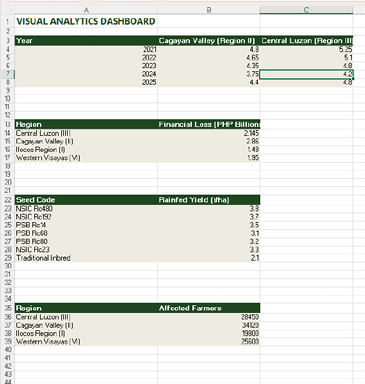 A B C
1 VISUAL ANALYTICS DASHBOARD
2
3 Year Cagayan Valley (Region II) Central Luzon (Region III)
4 2021 4.8 5.25
5 2022 4.65 5.1
6 2023 4.35 4.8
7 2024 3.75 4.2
8 2025 4.4 4.8
9
10
11
12
13 Region Financial Loss (PHP Billions
14 Central Luzon (III) 2.145
15 Cagayan Valley (II) 2.86
16 Ilocos Region (I) 1.48
17 Western Visayas (VI) 1.95
18
19
20
21
22 Seed Code Rainfed Yield (t/ha)
23 NSIC Rc480 3.8
24 NSIC Rc192 3.7
25 PSB Rc14 3.5
26 PSB Rc68 3.1
27 PSB Rc80 3.2
28 NSIC Rc23 3.3
29 Traditional Inbred 2.1
30
31
32
33
34
35 Region Affected Farmers
36 Central Luzon (III) 28450
37 Cagayan Valley (II) 34120
38 Ilocos Region (I) 19800
39 Western Visayas (VI) 25600
40
41
42
43
44